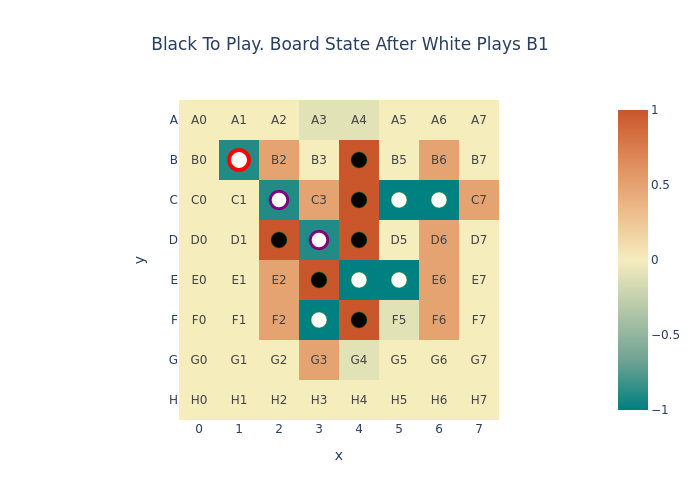 Black To Play. Board State After White Plays B1
A A0 A1 A2 A3 A4 A5 A6 A7
B B0 B2 B3 B5 B6 B7
C C0 C1 C3 C7
D D0 D1 D5 D6 D7
E E0 E1 E2 E6 E7
F F0 F1 F2 F5 F6 F7
G G0 G1 G2 G3 G4 G5 G6 G7
H H0 H1 H2 H3 H4 H5 H6 H7
0 1 2 3 4 5 6 7
x
y
1
0.5
0
−0.5
−1